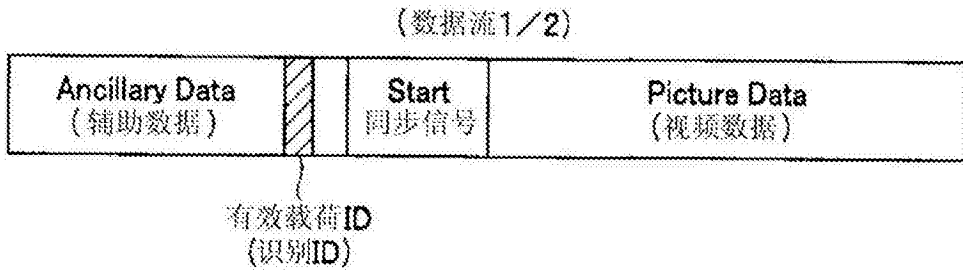 (数据流1/2)
Ancillary Data
(辅助数据)
Start
同步信号
Picture Data
(视频数据)
有效载荷ID
(识别ID)